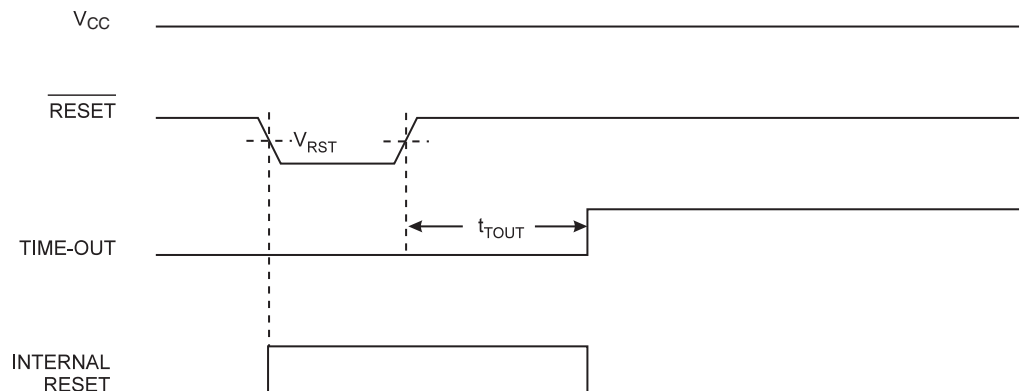 VCC
RESET
VRST
tTOUT
TIME-OUT
INTERNAL
RESET